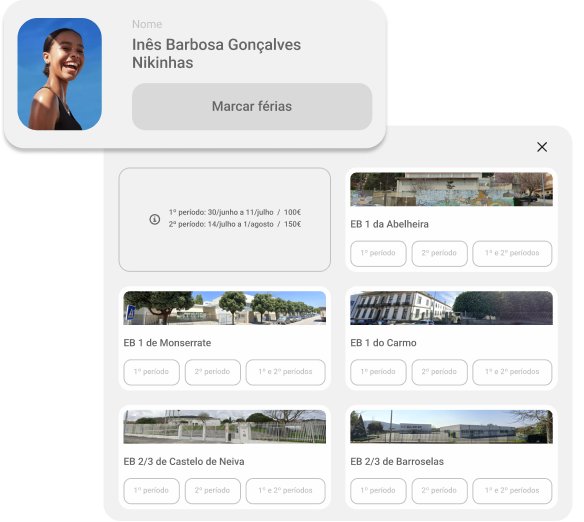 Nome
Inês Barbosa Gonçalves
Nikinhas
Marcar férias
1º período: 30/junho a 11/julho / 100€
2º período: 14/julho a 1/agosto / 150€
EB 1 da Abelheira
1º período 2º período 1º e 2º períodos
EB 1 de Monserrate
1º período 2º período 1º e 2º períodos
EB 1 do Carmo
1º período 2º período 1º e 2º períodos
EB 2/3 de Castelo de Neiva
1º período 2º período 1º e 2º períodos
EB 2/3 de Barroselas
1º período 2º período 1º e 2º períodos